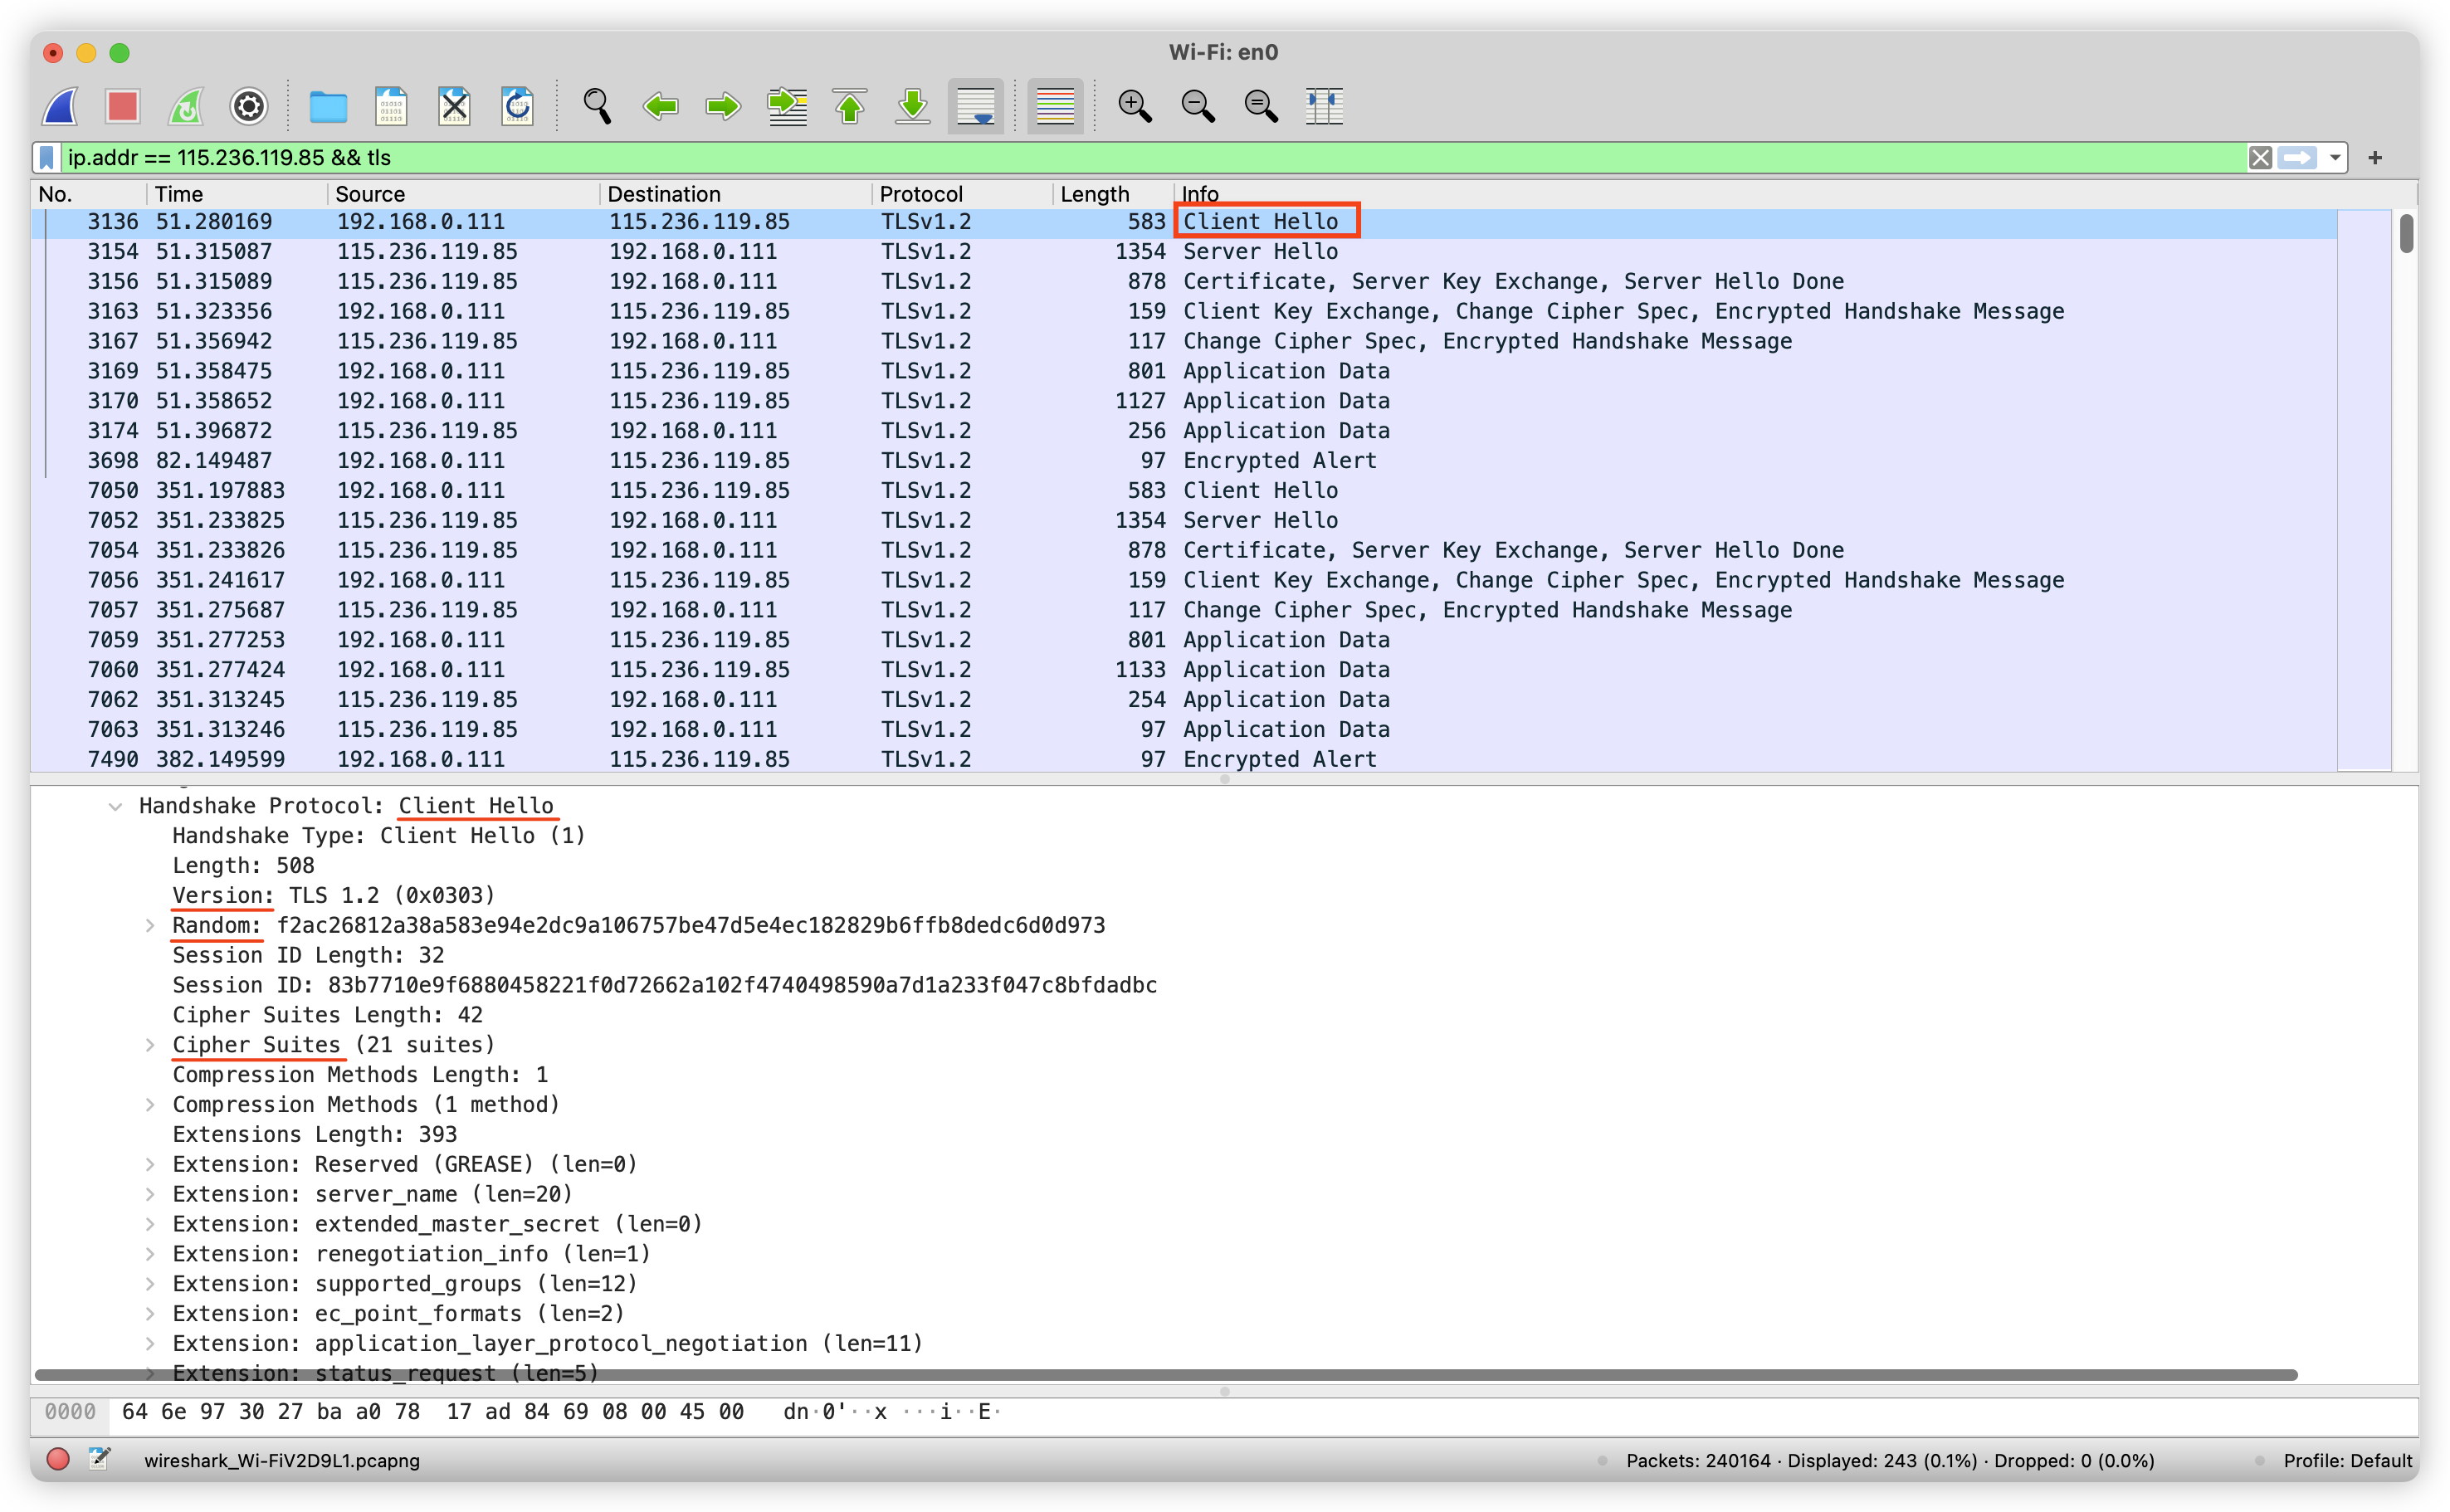 Wi-Fi: en0
ip.addr == 115.236.119.85 && tls
No. Time Source Destination Protocol Length Info
3136 51.280169 192.168.0.111 115.236.119.85 TLSv1.2 583 Client Hello
3154 51.315087 115.236.119.85 192.168.0.111 TLSv1.2 1354 Server Hello
3156 51.315089 115.236.119.85 192.168.0.111 TLSv1.2 878 Certificate, Server Key Exchange, Server Hello Done
3163 51.323356 192.168.0.111 115.236.119.85 TLSv1.2 159 Client Key Exchange, Change Cipher Spec, Encrypted Handshake Message
3167 51.356942 115.236.119.85 192.168.0.111 TLSv1.2 117 Change Cipher Spec, Encrypted Handshake Message
3169 51.358475 192.168.0.111 115.236.119.85 TLSv1.2 801 Application Data
3170 51.358652 192.168.0.111 115.236.119.85 TLSv1.2 1127 Application Data
3174 51.396872 115.236.119.85 192.168.0.111 TLSv1.2 256 Application Data
3698 82.149487 192.168.0.111 115.236.119.85 TLSv1.2 97 Encrypted Alert
7050 351.197883 192.168.0.111 115.236.119.85 TLSv1.2 583 Client Hello
7052 351.233825 115.236.119.85 192.168.0.111 TLSv1.2 1354 Server Hello
7054 351.233826 115.236.119.85 192.168.0.111 TLSv1.2 878 Certificate, Server Key Exchange, Server Hello Done
7056 351.241617 192.168.0.111 115.236.119.85 TLSv1.2 159 Client Key Exchange, Change Cipher Spec, Encrypted Handshake Message
7057 351.275687 115.236.119.85 192.168.0.111 TLSv1.2 117 Change Cipher Spec, Encrypted Handshake Message
7059 351.277253 192.168.0.111 115.236.119.85 TLSv1.2 801 Application Data
7060 351.277424 192.168.0.111 115.236.119.85 TLSv1.2 1133 Application Data
7062 351.313245 115.236.119.85 192.168.0.111 TLSv1.2 254 Application Data
7063 351.313246 115.236.119.85 192.168.0.111 TLSv1.2 97 Application Data
7490 382.149599 192.168.0.111 115.236.119.85 TLSv1.2 97 Encrypted Alert
Handshake Protocol: Client Hello
Handshake Type: Client Hello (1)
Length: 508
Version: TLS 1.2 (0x0303)
Random: f2ac26812a38a583e94e2dc9a106757be47d5e4ec182829b6ffb8dedc6d0d973
Session ID Length: 32
Session ID: 83b7710e9f6880458221f0d72662a102f4740498590a7d1a233f047c8bfdadbc
Cipher Suites Length: 42
Cipher Suites (21 suites)
Compression Methods Length: 1
Compression Methods (1 method)
Extensions Length: 393
Extension: Reserved (GREASE) (len=0)
Extension: server_name (len=20)
Extension: extended_master_secret (len=0)
Extension: renegotiation_info (len=1)
Extension: supported_groups (len=12)
Extension: ec_point_formats (len=2)
Extension: application_layer_protocol_negotiation (len=11)
Extension: status_request (len=5)
0000 64 6e 97 30 27 ba a0 78 17 ad 84 69 08 00 45 00 dn·0'··x ···i··E·
wireshark_Wi-FiV2D9L1.pcapng
Packets: 240164 · Displayed: 243 (0.1%) · Dropped: 0 (0.0%)
Profile: Default